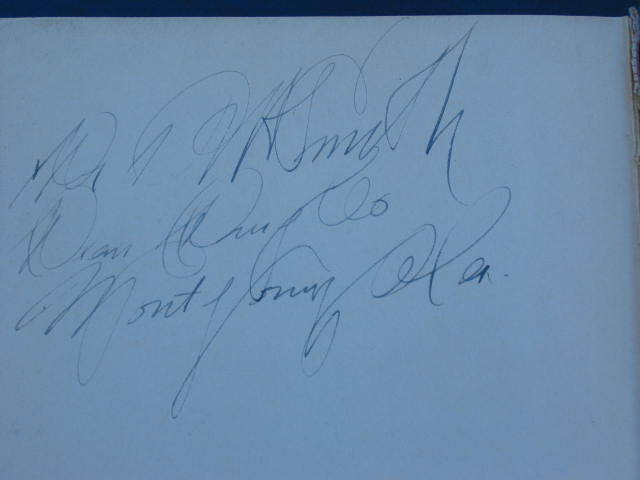 Smith
Dean Drug Co
Montgomery Ala.